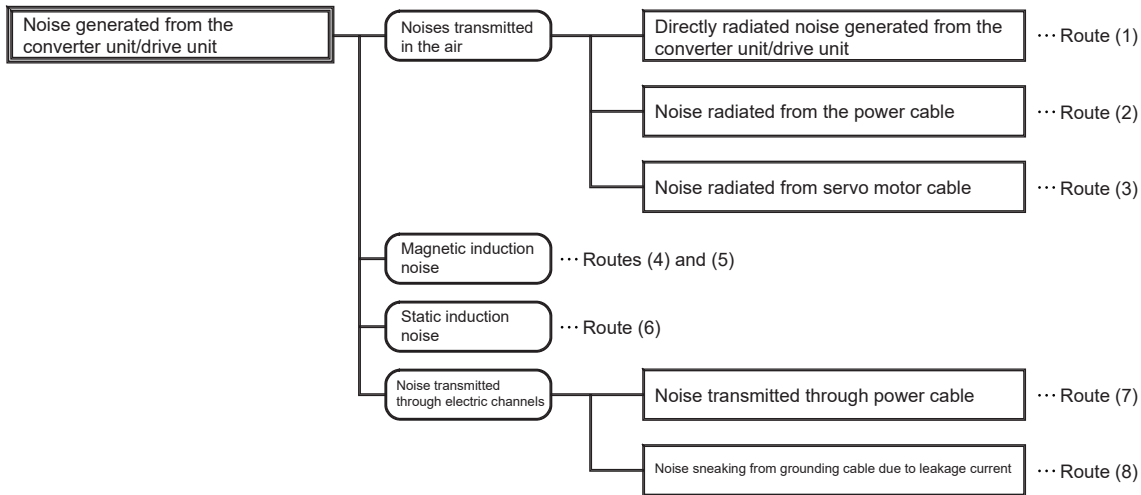 Noise generated from the
converter unit/drive unit
Noises transmitted
in the air
Directly radiated noise generated from the
converter unit/drive unit
··· Route (1)
Noise radiated from the power cable
··· Route (2)
Noise radiated from servo motor cable
··· Route (3)
Magnetic induction
noise
··· Routes (4) and (5)
Static induction
noise
··· Route (6)
Noise transmitted
through electric channels
Noise transmitted through power cable
··· Route (7)
Noise sneaking from grounding cable due to leakage current
··· Route (8)